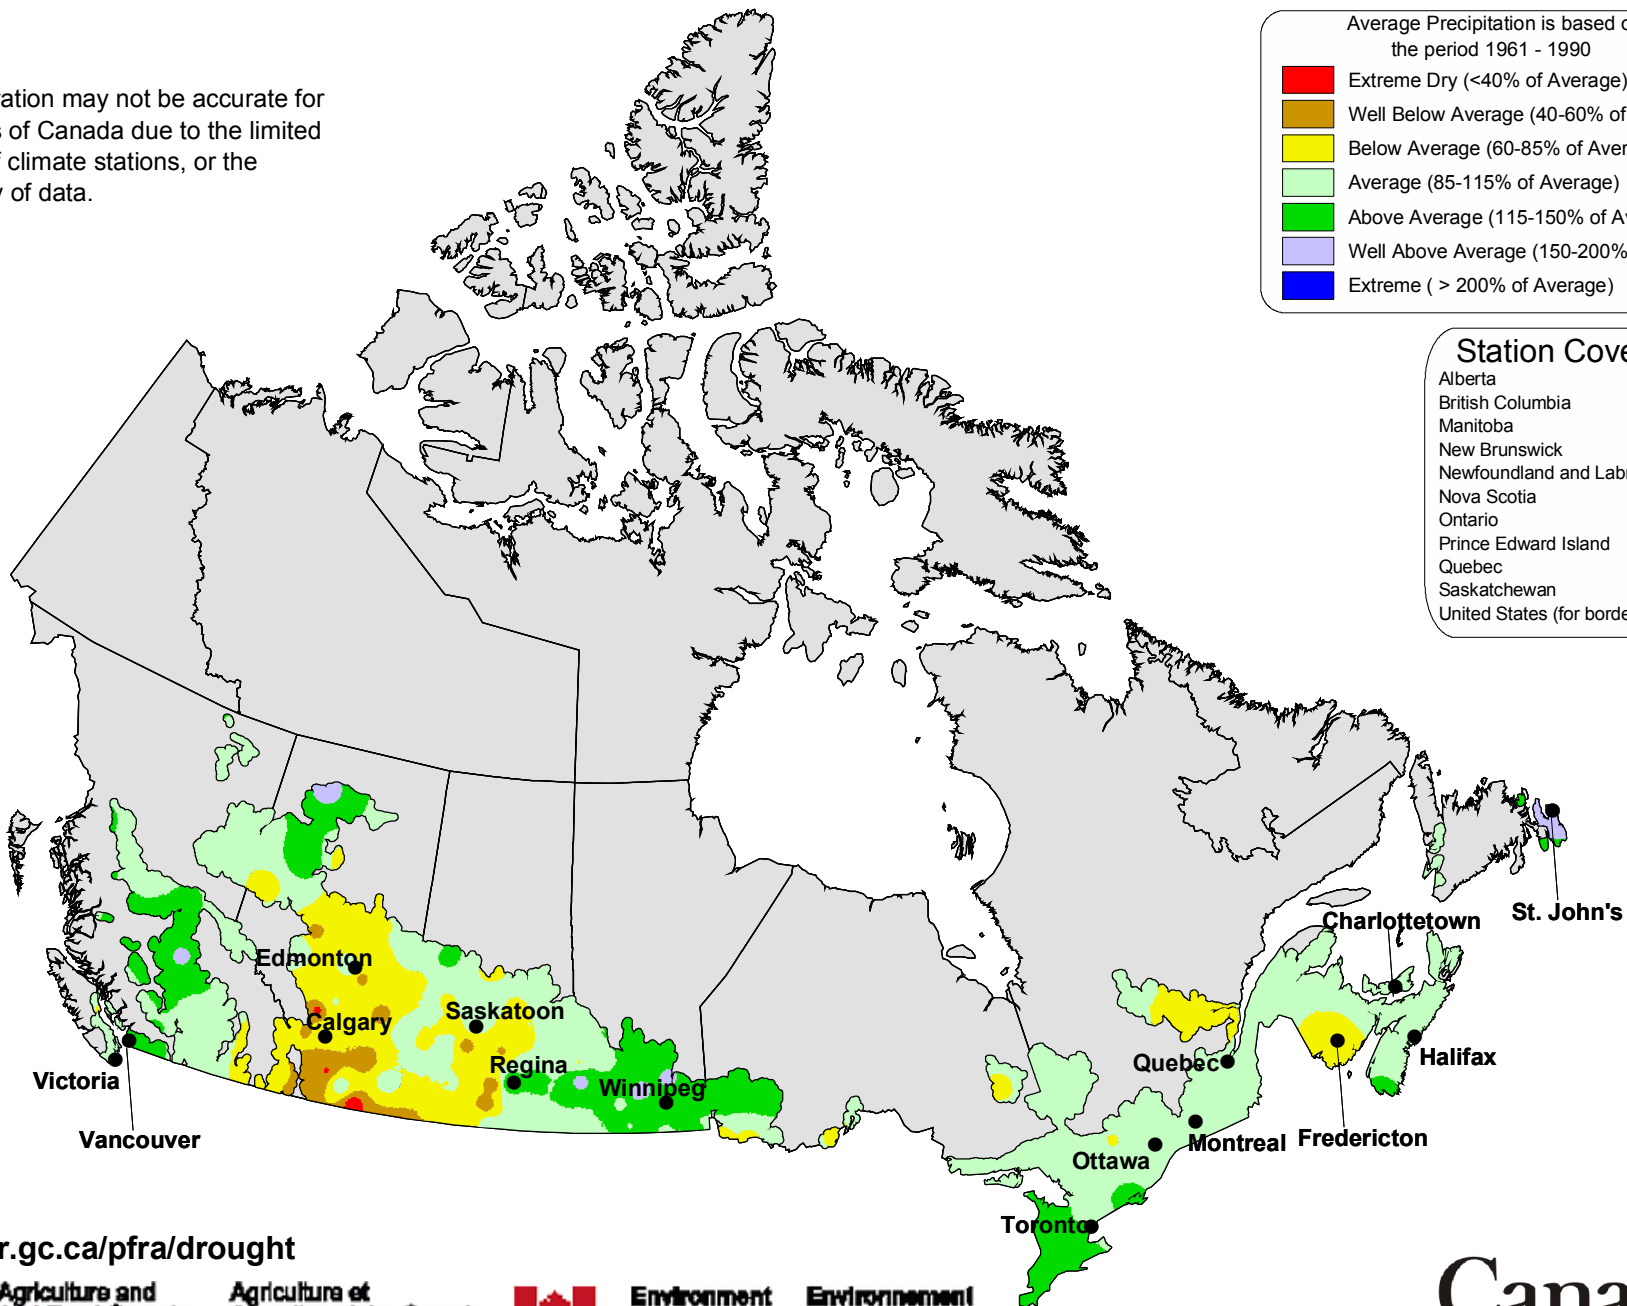 ration may not be accurate for
s of Canada due to the limited
f climate stations, or the
y of data.
Average Precipitation is based o
the period 1961 - 1990
Extreme Dry (<40% of Average)
Well Below Average (40-60% of
Below Average (60-85% of Aver
Average (85-115% of Average)
Above Average (115-150% of Av
Well Above Average (150-200%
Extreme ( > 200% of Average)
Station Cove
Alberta
British Columbia
Manitoba
New Brunswick
Newfoundland and Labr
Nova Scotia
Ontario
Prince Edward Island
Quebec
Saskatchewan
United States (for borde
St. John's
Charlottetown
Edmonton
Saskatoon
Calgary
Halifax
Quebec
Regina
Victoria
Winnipeg
Vancouver
Montreal
Fredericton
Ottawa
Toronto
r.gc.ca/pfra/drought
Agriculture and
Agriculture et
Environment
Environnement
Cana